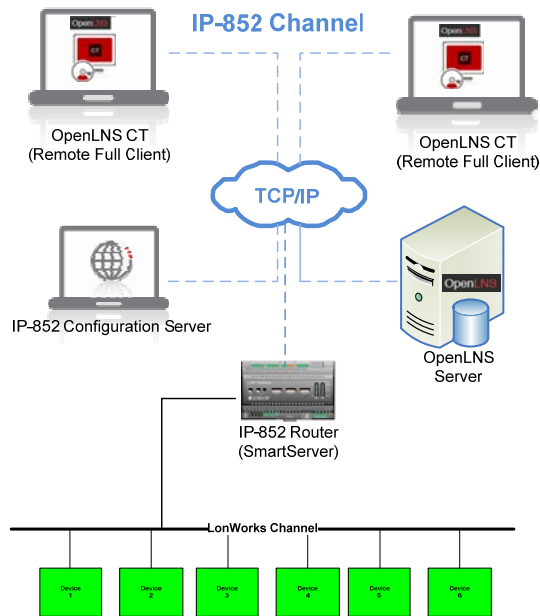 IP-852 Channel
OpenLNS
CT
OpenLNS
CT
OpenLNS CT
(Remote Full Client)
OpenLNS CT
(Remote Full Client)
TCP/IP
OpenLNS
IP-852 Configuration Server
OpenLNS
Server
IP-852 Router
(SmartServer)
LonWorks Channel
Device
1
Device
2
Device
3
Device
4
Device
5
Device
6